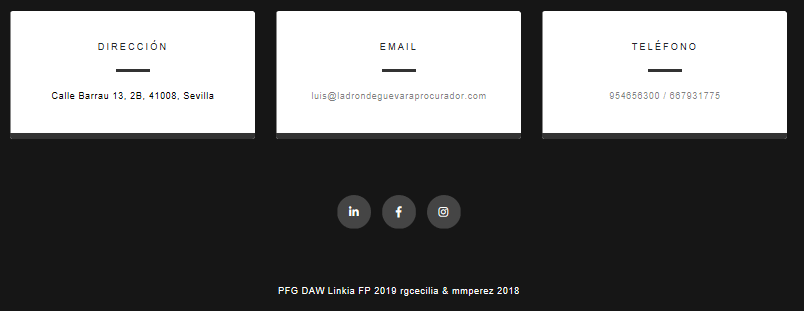 DIRECCIÓN
Calle Barrau 13, 2B, 41008, Sevilla
EMAIL
luis@ladrondeguevaraprocurador.com
TELÉFONO
954656300 / 667931775
in
f
PFG DAW Linkia FP 2019 rgcecilia & mmperez 2018